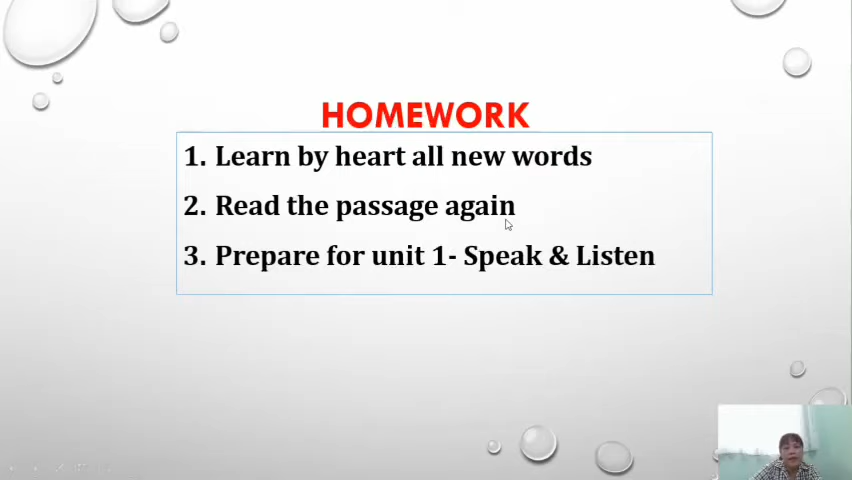 HOMEWORK
1. Learn by heart all new words
2. Read the passage again
3. Prepare for unit 1- Speak & Listen